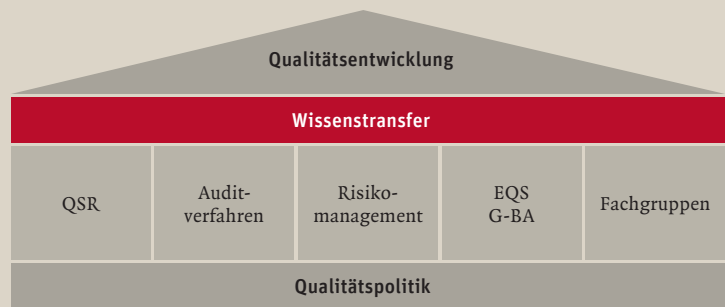 Qualitätsentwicklung
Wissenstransfer
QSR
Audit-
verfahren
Risiko-
management
EQS
G-BA
Fachgruppen
Qualitätspolitik